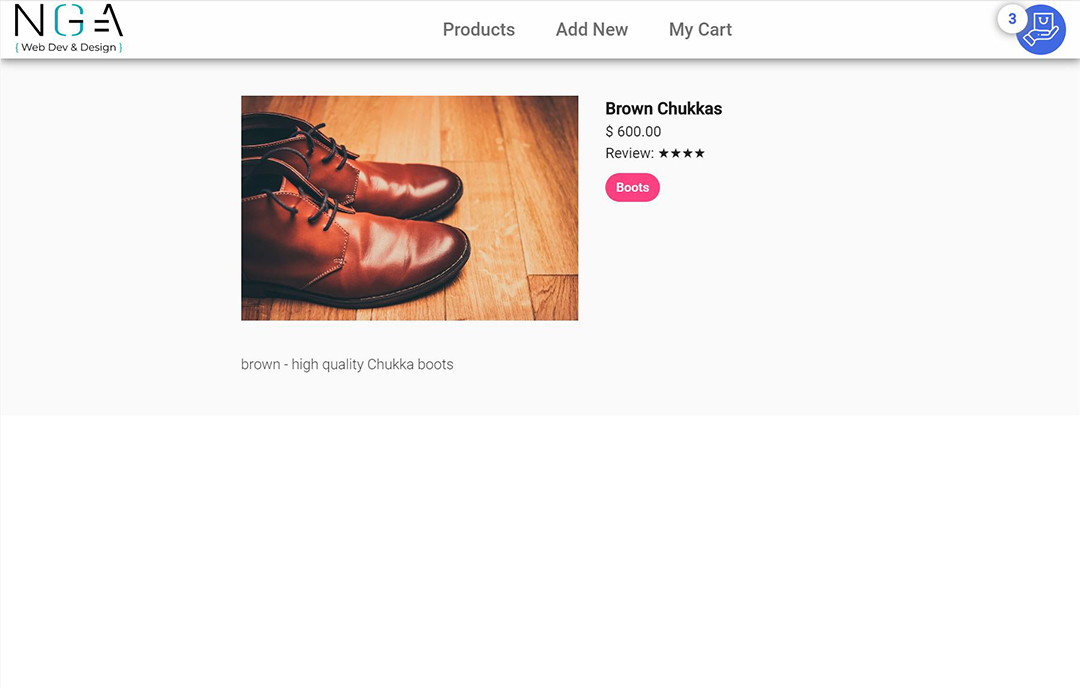 NGA
{ Web Dev & Design }
Products
Add New
My Cart
3
Brown Chukkas
$ 600.00
Review: ★★★★
Boots
brown - high quality Chukka boots